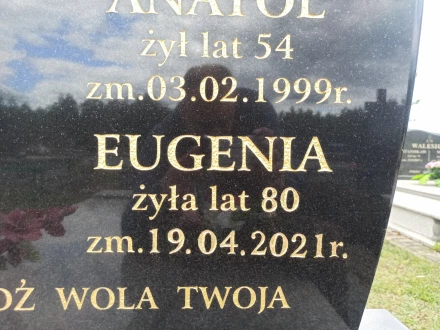 ANATOL
żył lat 54
zm.03.02.1999r.
EUGENIA
żyła lat 80
zm.19.04.2021r.
WOLA TWOJA